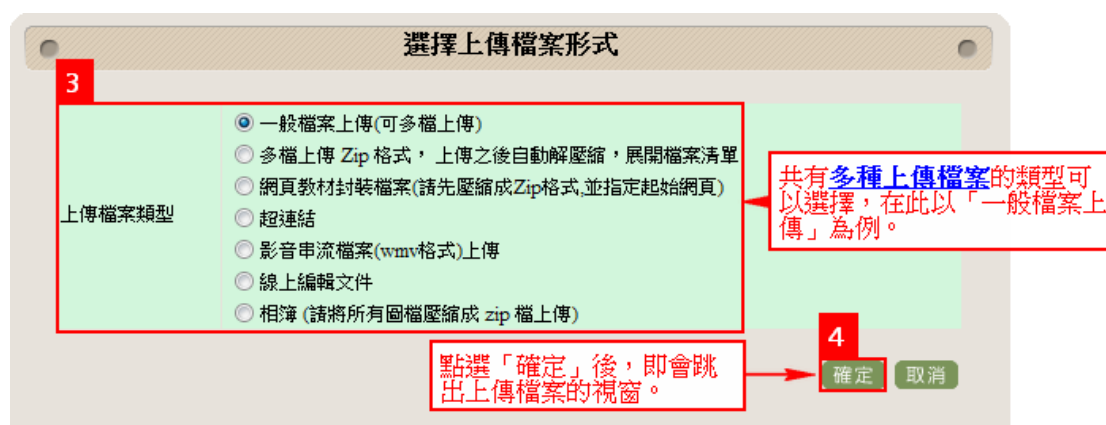 選擇上傳檔案形式
3
上傳檔案類型
一般檔案上傳(可多檔上傳)
多檔上傳 Zip 格式， 上傳之後自動解壓縮，展開檔案清單
網頁教材封裝檔案(請先壓縮成Zip格式,並指定起始網頁)
超連結
影音串流檔案(wmv格式)上傳
線上編輯文件
相簿 (請將所有圖檔壓縮成 zip 檔上傳)
共有多種上傳檔案的類型可
以選擇，在此以「一般檔案上
傳」為例。
4
點選「確定」後，即會跳
出上傳檔案的視窗。
確定 取消